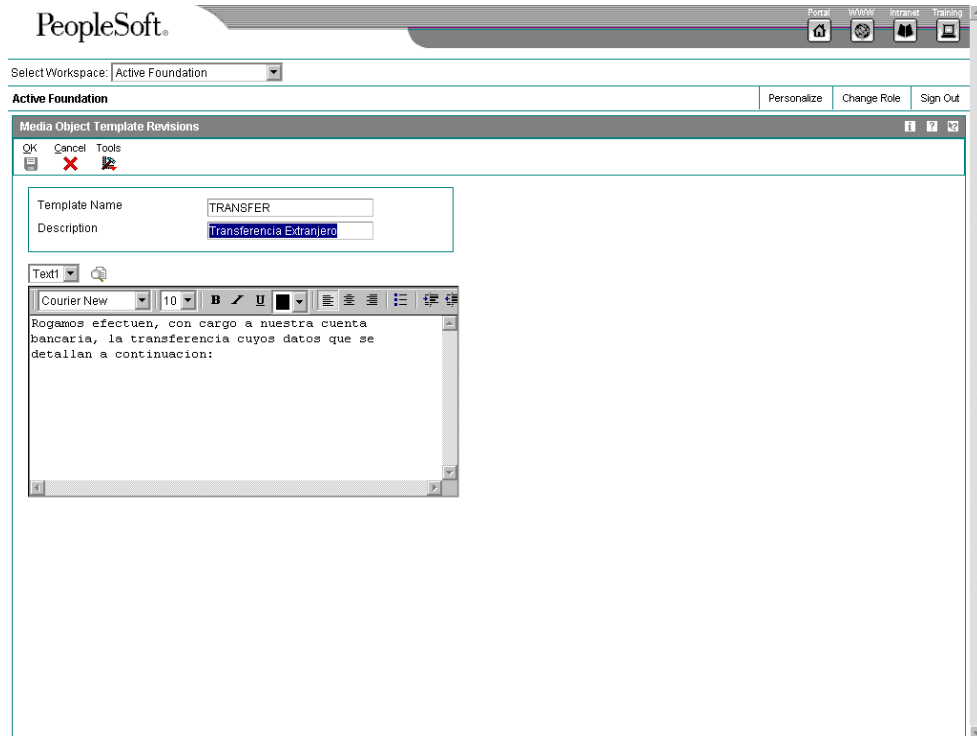 PeopleSoft®
Portal WWW Intranet Training
Select Workspace: Active Foundation
Active Foundation Personalize Change Role Sign Out
Media Object Template Revisions
OK Cancel Tools
Template Name TRANSFER
Description Transferencia Extranjero
Text1
Courier New 10 B I U
Rogamos efectuen, con cargo a nuestra cuenta
bancaria, la transferencia cuyos datos que se
detallan a continuacion: